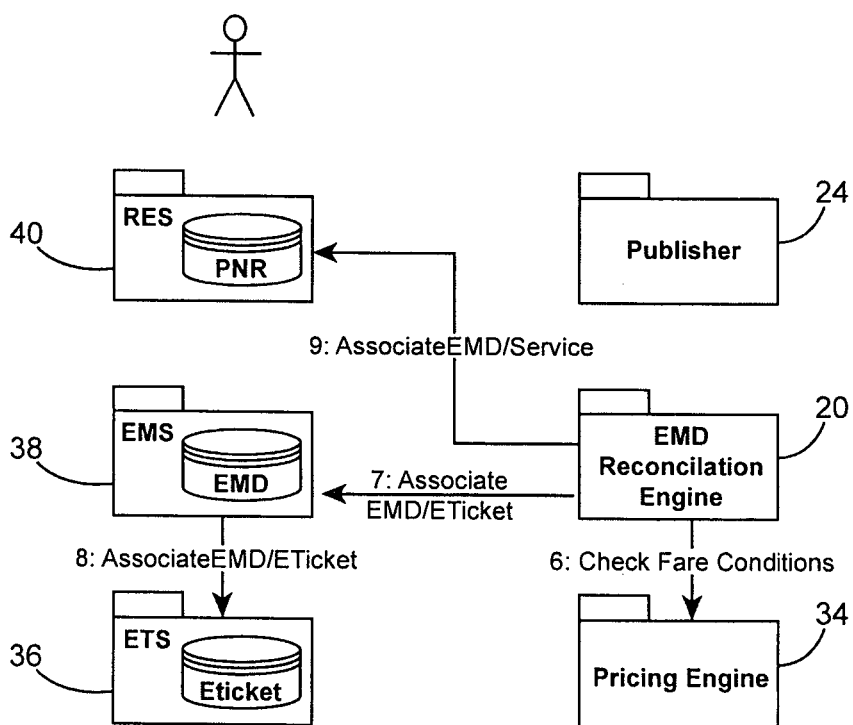 RES
PNR
40
Publisher
24
9: AssociateEMD/Service
EMS
EMD
38
7: Associate
EMD/ETicket
EMD
Reconcilation
Engine
20
8: AssociateEMD/ETicket
6: Check Fare Conditions
ETS
Eticket
36
Pricing Engine
34